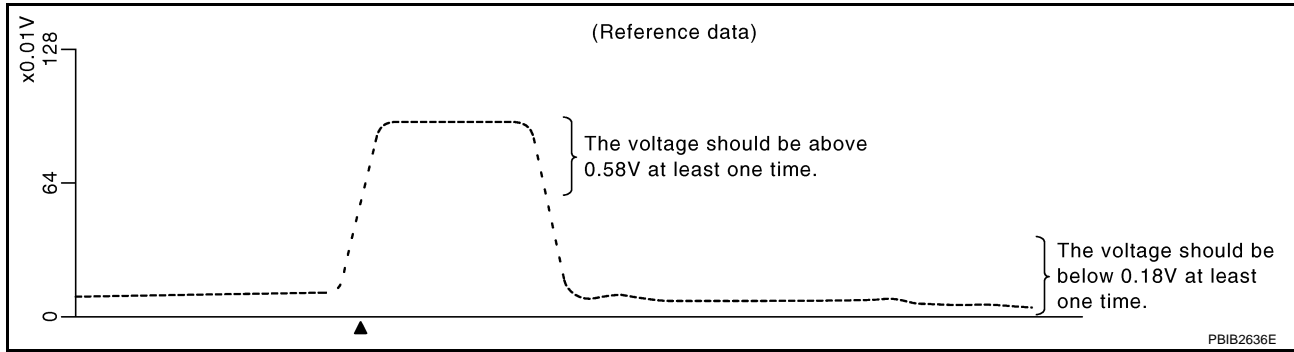 (Reference data)
x0.01V
128
64
0
The voltage should be above
0.58V at least one time.
The voltage should be
below 0.18V at least
one time.
PBIB2636E